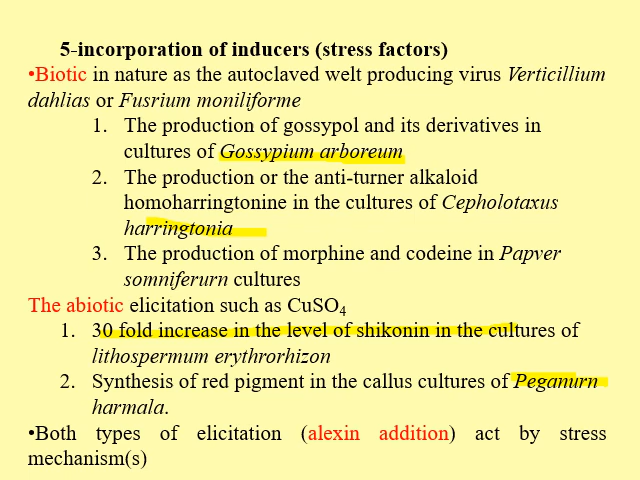 5-incorporation of inducers (stress factors)
•Biotic in nature as the autoclaved welt producing virus Verticillium
dahlias or Fusrium moniliforme
1. The production of gossypol and its derivatives in
cultures of Gossypium arboreum
2. The production or the anti-turner alkaloid
homoharringtonine in the cultures of Cepholotaxus
harringtonia
3. The production of morphine and codeine in Papver
somniferurn cultures
The abiotic elicitation such as CuSO₄
1. 30 fold increase in the level of shikonin in the cultures of
lithospermum erythrorhizon
2. Synthesis of red pigment in the callus cultures of Peganurn
harmala.
•Both types of elicitation (alexin addition) act by stress
mechanism(s)